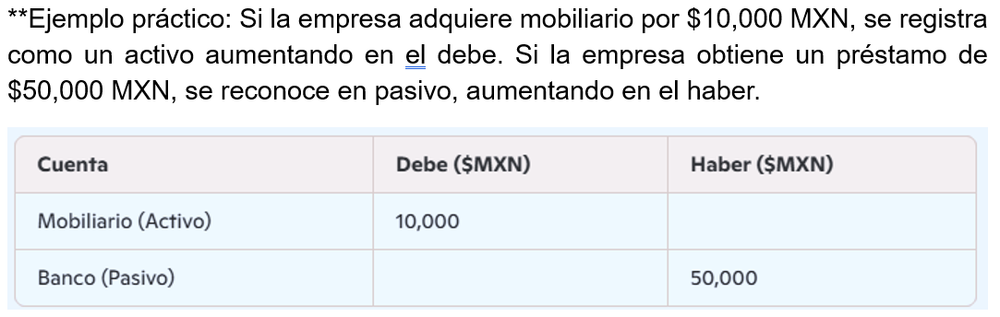 **Ejemplo práctico: Si la empresa adquiere mobiliario por $10,000 MXN, se registra
como un activo aumentando en el debe. Si la empresa obtiene un préstamo de
$50,000 MXN, se reconoce en pasivo, aumentando en el haber.
Cuenta Debe ($MXN) Haber ($MXN)
Mobiliario (Activo) 10,000
Banco (Pasivo) 50,000